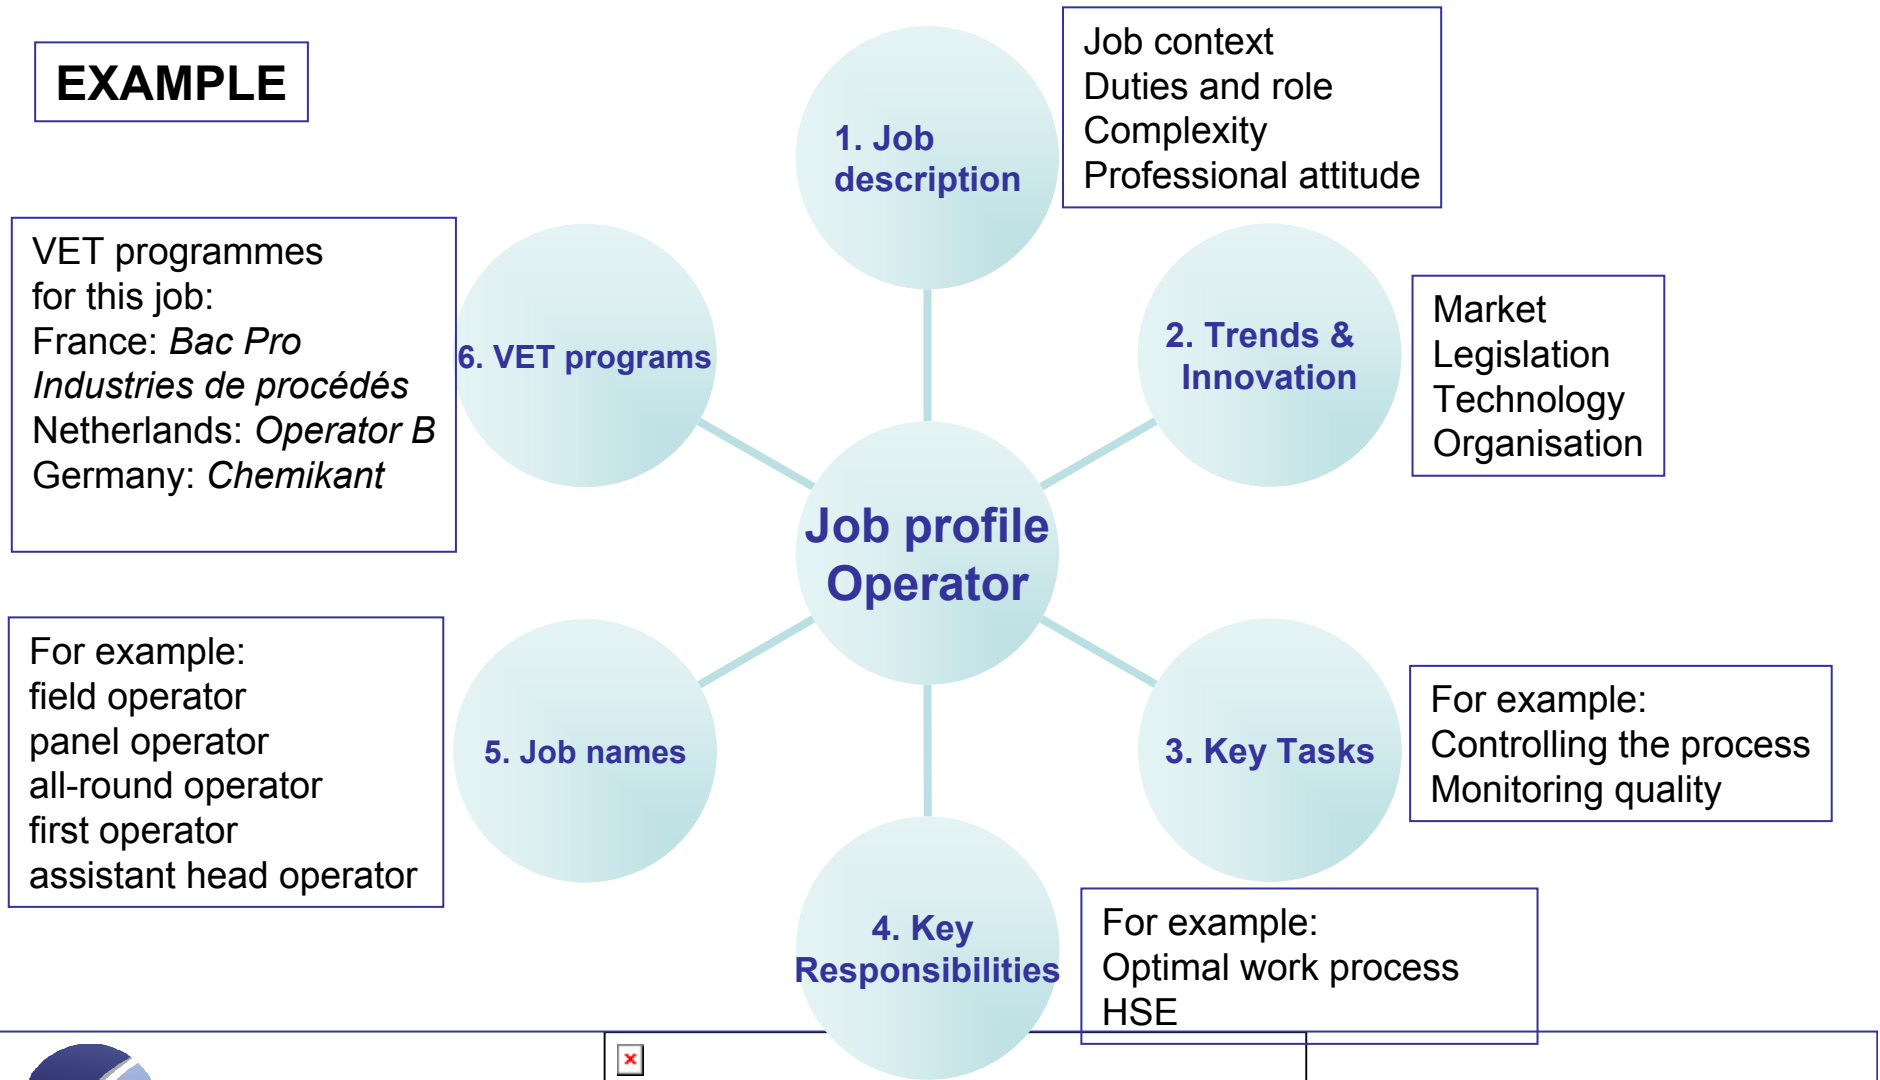 EXAMPLE
1. Job
description
Job context
Duties and role
Complexity
Professional attitude
2. Trends &
Innovation
Market
Legislation
Technology
Organisation
Job profile
Operator
3. Key Tasks
For example:
Controlling the process
Monitoring quality
4. Key
Responsibilities
For example:
Optimal work process
HSE
5. Job names
For example:
field operator
panel operator
all-round operator
first operator
assistant head operator
6. VET programs
VET programmes
for this job:
France: Bac Pro
Industries de procédés
Netherlands: Operator B
Germany: Chemikant